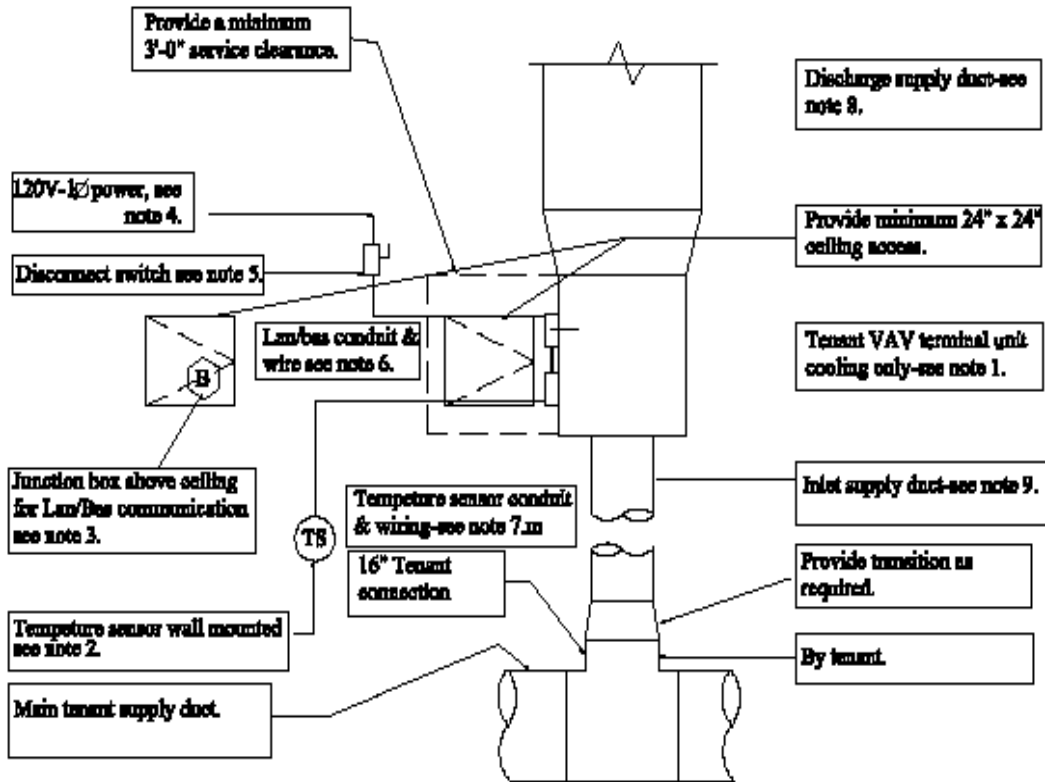 Provide a minimum
3'-0" service clearance.
Discharge supply duct-see
note 8.
120V-1Ø power, see
note 4.
Provide minimum 24" x 24"
ceiling access.
Disconnect switch see note 5.
Lan/bas conduit &
wire see note 6.
Tenant VAV terminal unit
cooling only-see note 1.
B
Junction box above ceiling
for Lan/Bas communication
see note 3.
Tempeture sensor conduit
& wiring-see note 7.m
Inlet supply duct-see note 9.
TS
16" Tenant
connection
Provide transition as
required.
Tempeture sensor wall mounted
see note 2.
By tenant.
Main tenant supply duct.